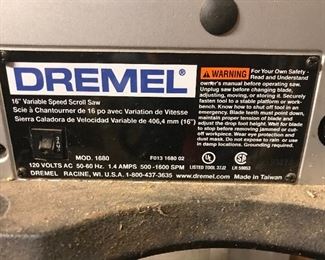 DREMEL®
16" Variable Speed Scroll Saw
Scie à Chantourner de 16 po avec Variation de Vitesse
Sierra Caladora de Velocidad Variable de 406,4 mm (16")
MOD. 1680
F013 1680 02
120 VOLTS AC 50-60 Hz. 1.4 AMPS 500-1600 SPM
DREMEL RACINE, WI. U.S.A. 1-800-437-3635 www.dremel.com Made in Taiwan
WARNING For Your Own Safety -
Read and Understand
owner's manual before operating saw.
Unplug saw before changing blade,
adjusting, moving, or storing it. Securely
fasten tool to a stable platform or work-
bench. Know how to shut off tool in an
emergency. Blade teeth must point down,
maintain proper tension of blade and
adjust the drop foot height. Wait for blade
to stop before removing jammed or cut-
off workpiece. Wear eye protection and
dust mask. Do not expose to rain or use
in damp locations. Grounding required.
UL
LISTED TOOL